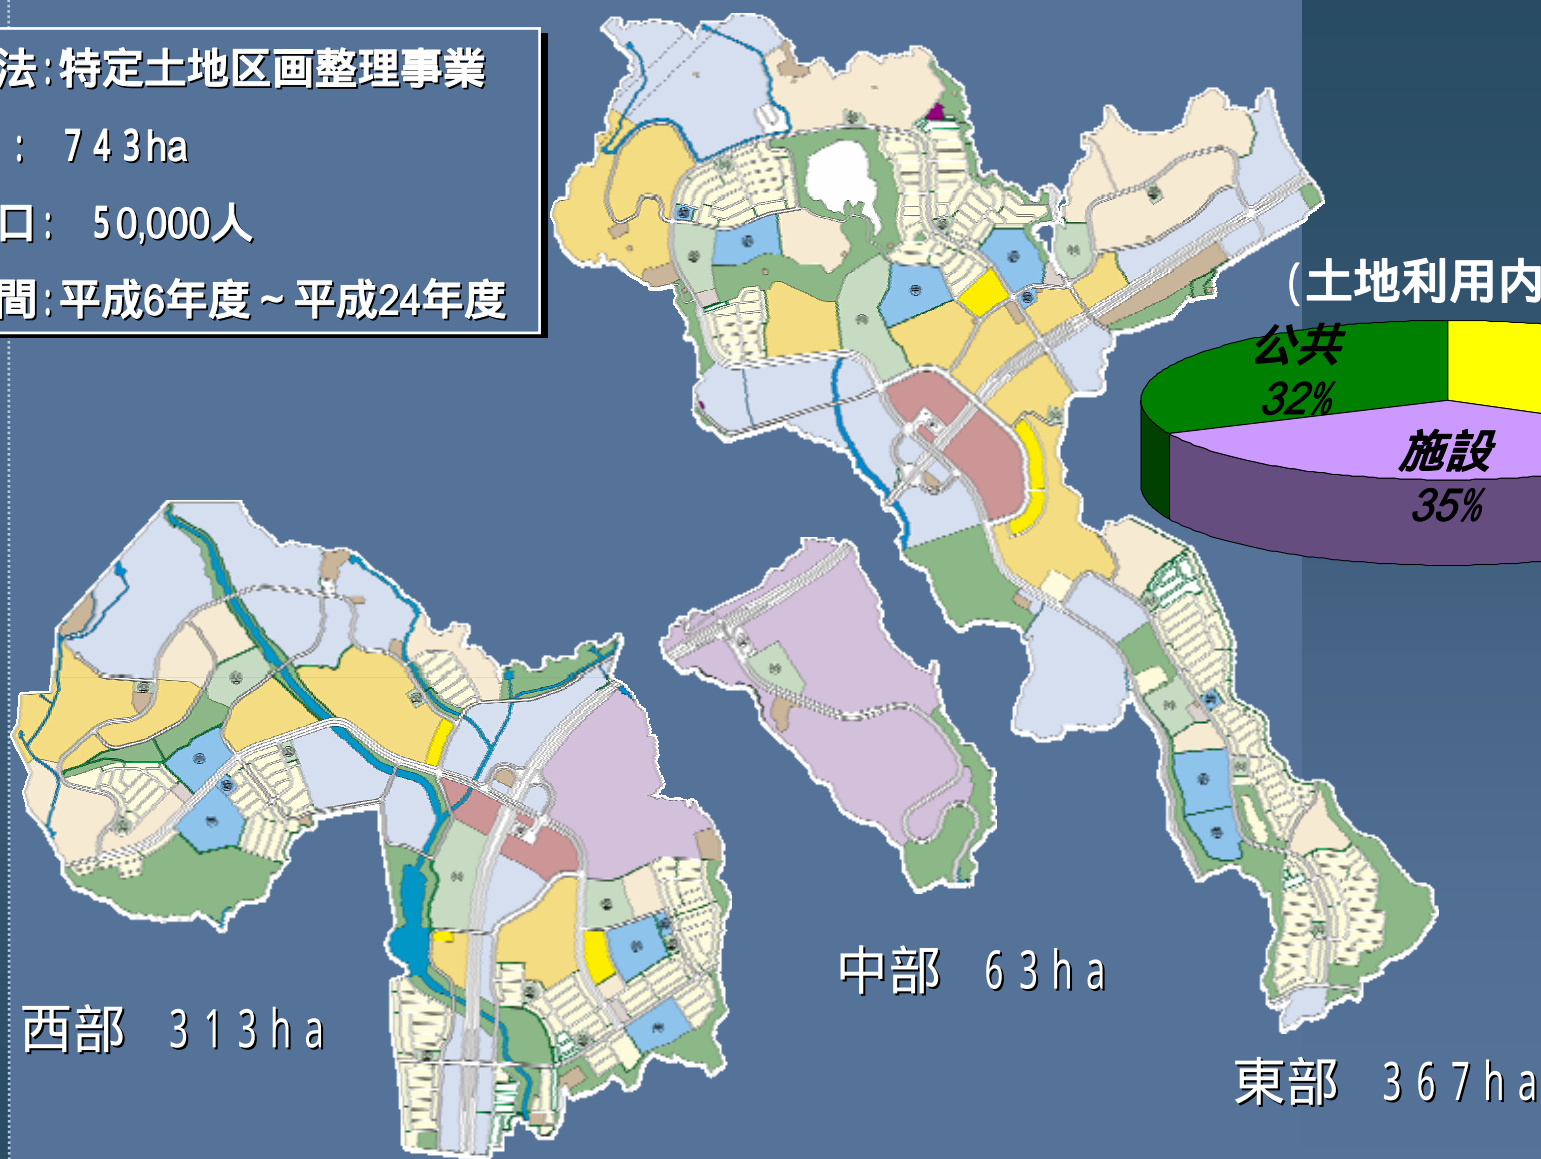 法:特定土地区画整理事業
: 743ha
口: 50,000人
間:平成6年度～平成24年度
(土地利用内
公共
32%
施設
35%
中部 63ha
西部 313ha
東部 367ha